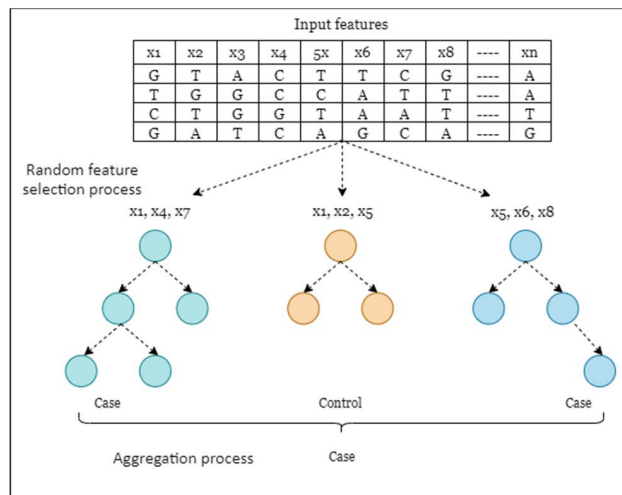 Input features
x1 x2 x3 x4 5x x6 x7 x8 ---- xn
G T A C T T C G ---- A
T G G C C A T T ---- A
C T G G T A A T ---- T
G A T C A G C A ---- G
Random feature
selection process
x1, x4, x7 x1, x2, x5 x5, x6, x8
Case Control Case
Aggregation process Case